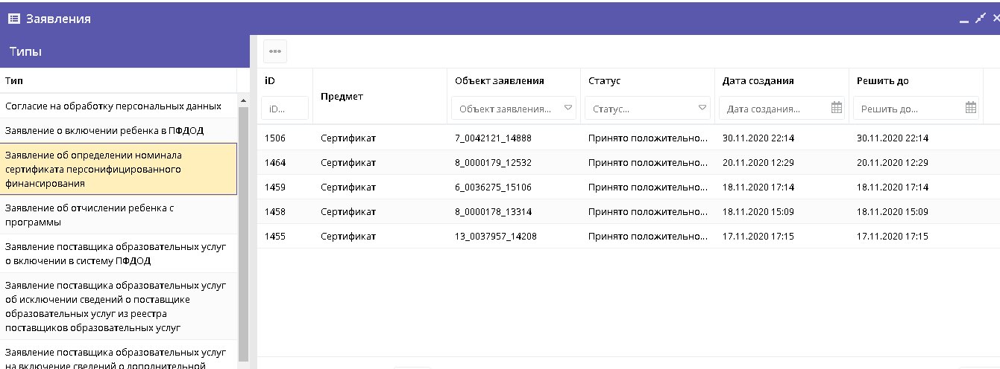 Заявления
Типы
Тип
Согласие на обработку персональных данных
Заявление о включении ребенка в ПФДОД
Заявление об определении номинала
сертификата персонифицированного
финансирования
Заявление об отчислении ребенка с
программы
Заявление поставщика образовательных услуг
о включении в систему ПФДОД
Заявление поставщика образовательных услуг
об исключении сведений о поставщике
образовательных услуг из реестра
поставщиков образовательных услуг
Заявление поставщика образовательных услуг
на включение сведений о дополнительной
iD Предмет Объект заявления Статус Дата создания Решить до
iD... Объект заявления... Статус... Дата создания... Решить до...
1506 Сертификат 7_0042121_14888 Принято положительно... 30.11.2020 22:14 30.11.2020 22:14
1464 Сертификат 8_0000179_12532 Принято положительно... 20.11.2020 12:29 20.11.2020 12:29
1459 Сертификат 6_0036275_15106 Принято положительно... 18.11.2020 17:14 18.11.2020 17:14
1458 Сертификат 8_0000178_13314 Принято положительно... 18.11.2020 15:09 18.11.2020 15:09
1455 Сертификат 13_0037957_14208 Принято положительно... 17.11.2020 17:15 17.11.2020 17:15